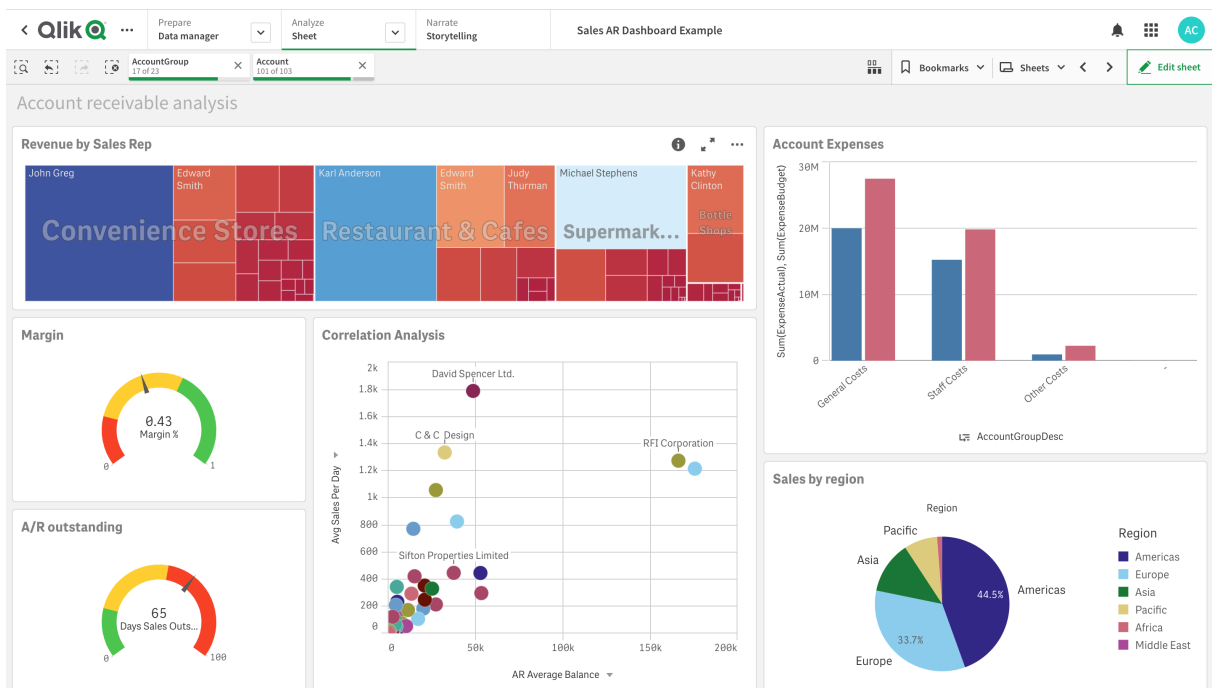 Qlik
Prepare
Data manager
Analyze
Sheet
Narrate
Storytelling
Sales AR Dashboard Example
AC
AccountGroup
17 of 23
Account
101 of 103
Bookmarks
Sheets
Edit sheet
Account receivable analysis
Revenue by Sales Rep
John Greg
Edward
Smith
Karl Anderson
Edward
Smith
Judy
Thurman
Michael Stephens
Kathy
Clinton
Convenience Stores
Restaurant & Cafes
Supermark...
Bottle
Shops
Account Expenses
Sum(ExpenseActual), Sum(ExpenseBudget)
30M
20M
10M
0
General Costs
Staff Costs
Other Costs
-
AccountGroupDesc
Margin
0.43
Margin %
0
1
Correlation Analysis
Avg Sales Per Day
2k
1.8k
1.6k
1.4k
1.2k
1k
800
600
400
200
0
David Spencer Ltd.
C & C Design
RFI Corporation
Sifton Properties Limited
0
50k
100k
150k
200k
AR Average Balance
A/R outstanding
65
Days Sales Outs...
0
100
Sales by region
Region
Pacific
Asia
Americas
44.5%
33.7%
Europe
Region
Americas
Europe
Asia
Pacific
Africa
Middle East